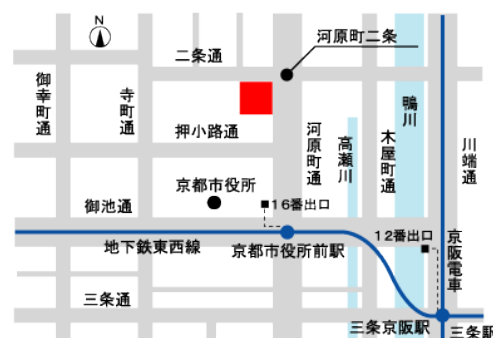 N
河原町二条
二条通
御幸町通
寺町通
鴨川
押小路通
河原町通
高瀬川
木屋町通
川端通
京都市役所
16番出口
御池通
12番出口
地下鉄東西線
京都市役所前駅
京阪電車
三条通
三条京阪駅
三条駅